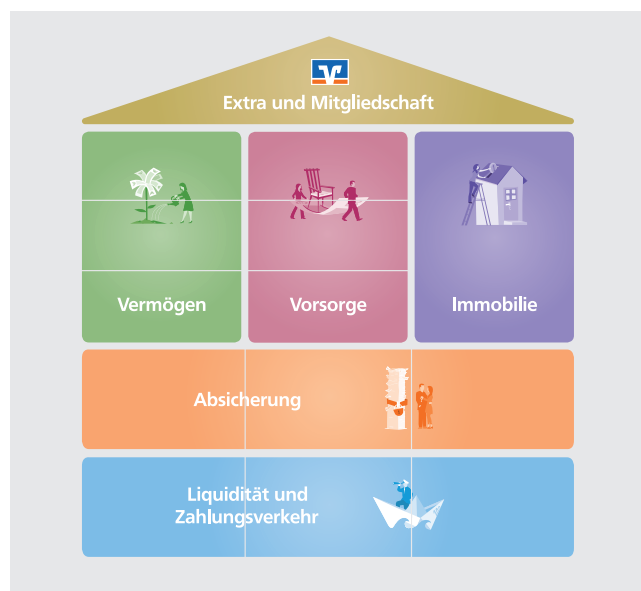 Extra und Mitgliedschaft
Vermögen
Vorsorge
Immobilie
Absicherung
Liquidität und
Zahlungsverkehr